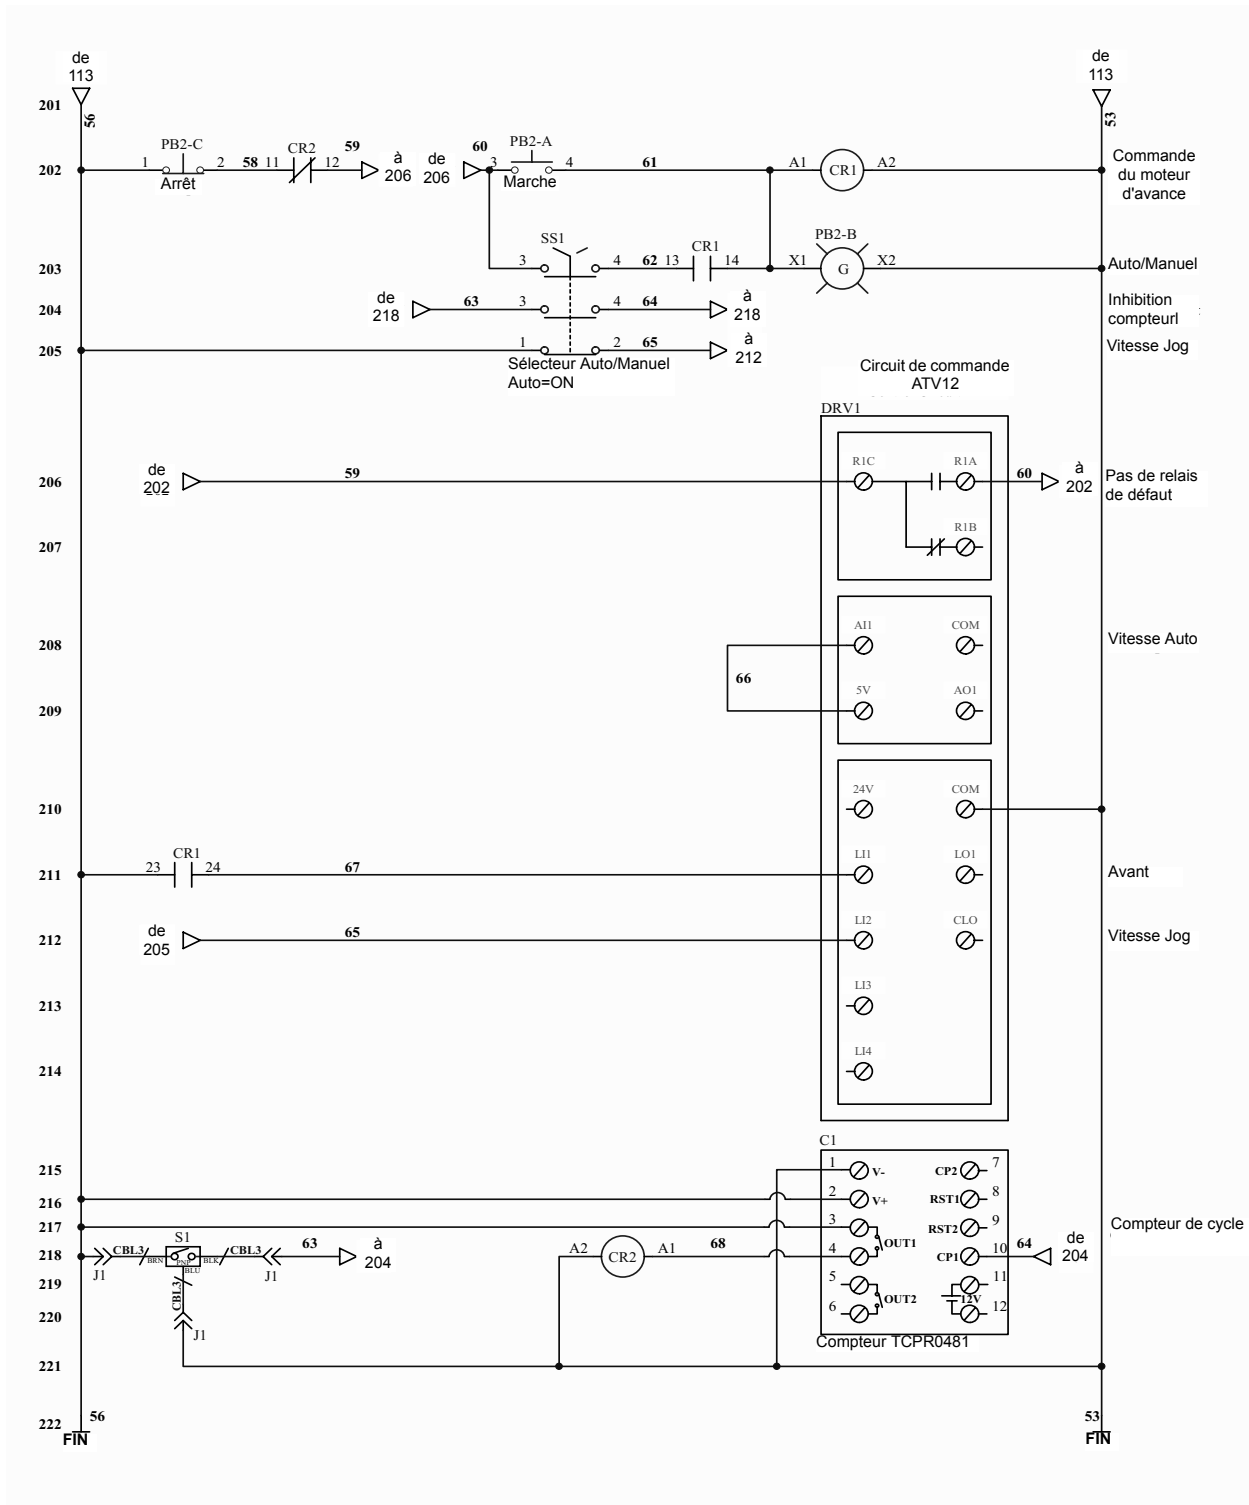 de
113
de
113
201
56
53
PB2-C
CR2
59
à
206
de
206
60
PB2-A
202
1
2
58
11
12
3
4
61
A1
CR1
A2
Commande
du moteur
d'avance
Arrêt
Marche
SS1
CR1
PB2-B
203
3
4
62
13
14
X1
G
X2
Auto/Manuel
204
de
218
63
3
4
64
à
218
Inhibition
compteurl
205
1
2
65
à
212
Vitesse Jog
Sélecteur Auto/Manuel
Auto=ON
Circuit de commande
ATV12
DRV1
206
de
202
59
R1C
R1A
60
à
202
Pas de relais
de défaut
207
R1B
208
AI1
COM
Vitesse Auto
66
209
5V
AO1
210
24V
COM
211
CR1
23
24
67
LI1
LO1
Avant
212
de
205
65
LI2
CLO
Vitesse Jog
213
LI3
214
LI4
C1
215
1
V-
CP2
7
216
2
V+
RST1
8
217
3
RST2
9
Compteur de cycle
S1
OUT1
218
CBL3
BRN
PNP
BLK
CBL3
63
à
204
A2
CR2
A1
68
4
CP1
10
64
de
204
J1
BLU
J1
219
CBL3
5
11
OUT2
12V
220
6
12
J1
Compteur TCPR0481
221
222
56
53
FIN
FIN